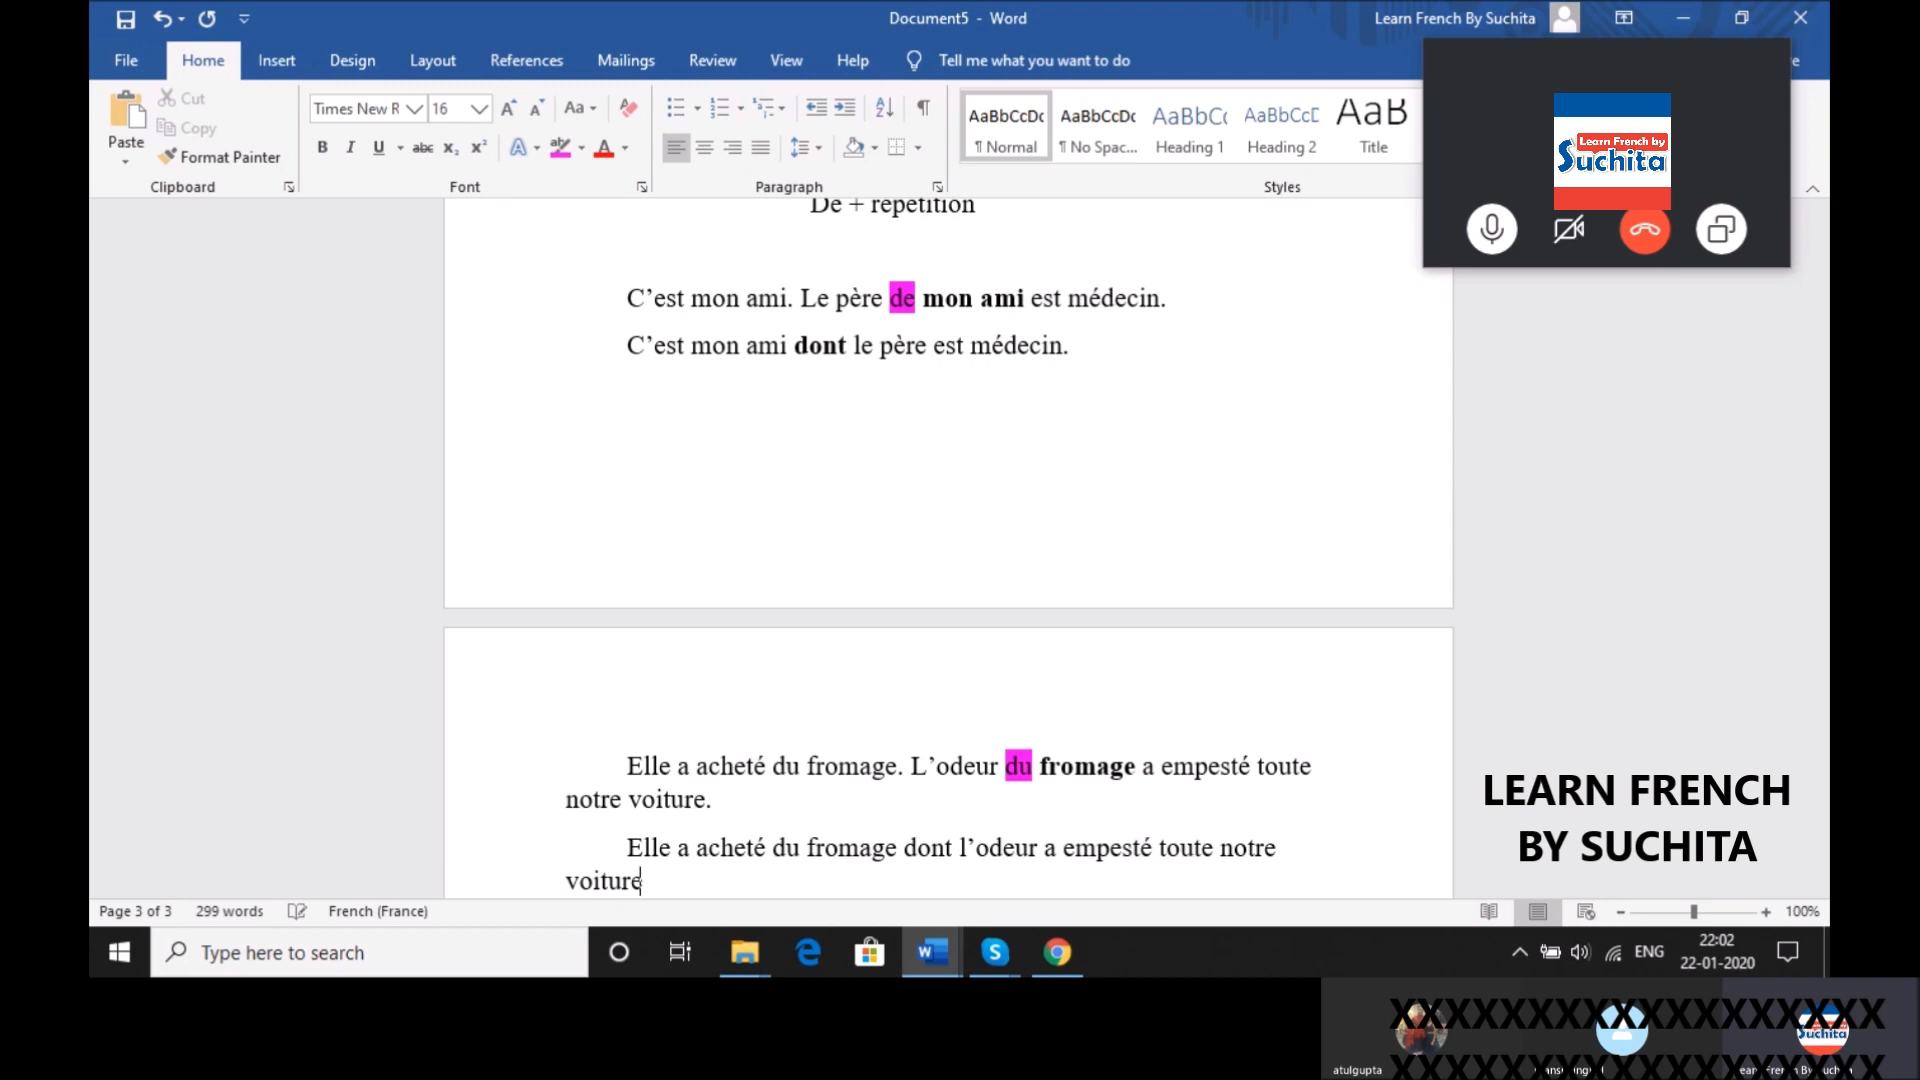 Document5 - Word
Learn French By Suchita
File Home Insert Design Layout References Mailings Review View Help Tell me what you want to do
Paste
Cut
Copy
Format Painter
Clipboard
Times New R 16
Font
Paragraph
AaBbCcDc AaBbCcDc AaBbCc AaBbCcC AaB
¶ Normal ¶ No Spac... Heading 1 Heading 2 Title
Styles
Learn French by
Suchita
De + répétition
C’est mon ami. Le père de mon ami est médecin.
C’est mon ami dont le père est médecin.
Elle a acheté du fromage. L’odeur du fromage a empesté toute
notre voiture.
Elle a acheté du fromage dont l’odeur a empesté toute notre
voiture
LEARN FRENCH
BY SUCHITA
Page 3 of 3 299 words French (France) 100%
Type here to search
ENG
22:02
22-01-2020
XXXXXXXXXXXXXXXXXXXX
Suchita
atulgupta